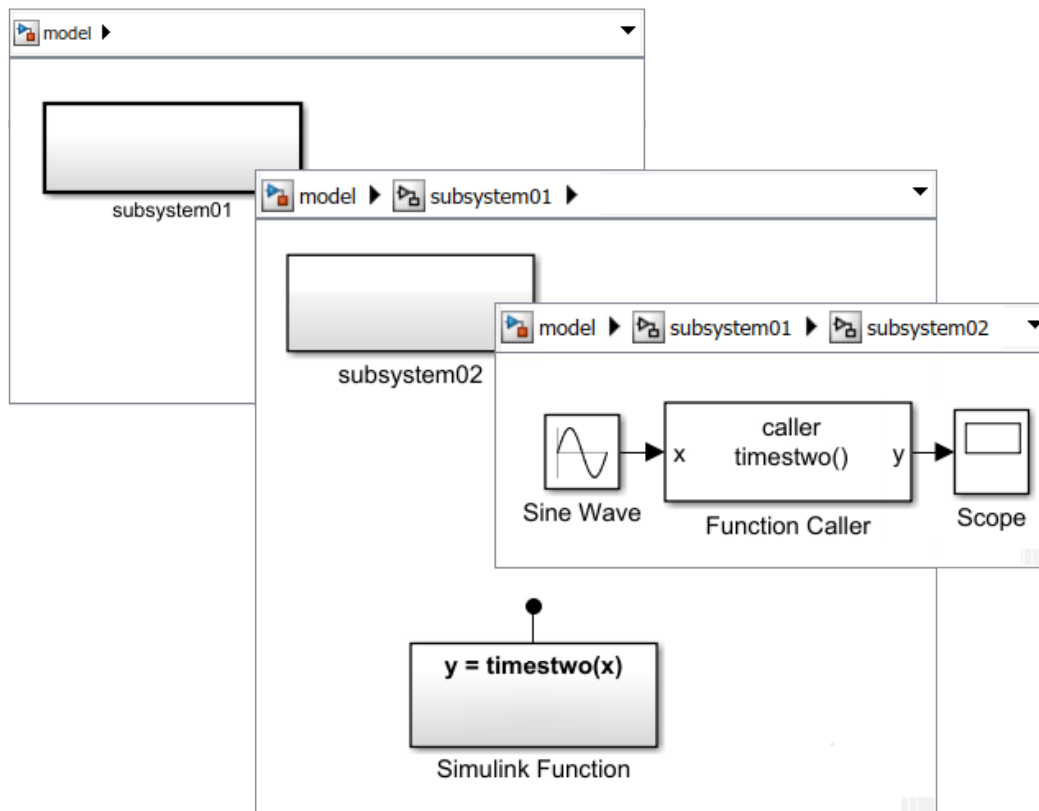 model
subsystem01
model subsystem01
subsystem02
model subsystem01 subsystem02
caller
x timestwo() y
Sine Wave
Function Caller
Scope
y = timestwo(x)
Simulink Function